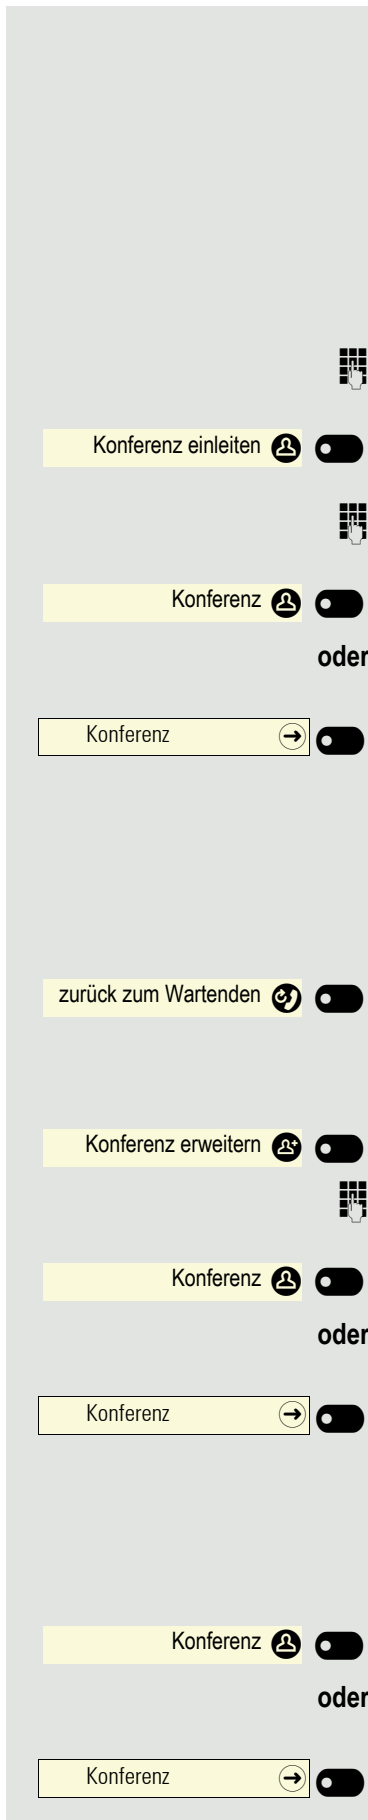 Konferenz einleiten
Konferenz
oder
Konferenz
zurück zum Wartenden
Konferenz erweitern
Konferenz
oder
Konferenz
Konferenz
oder
Konferenz